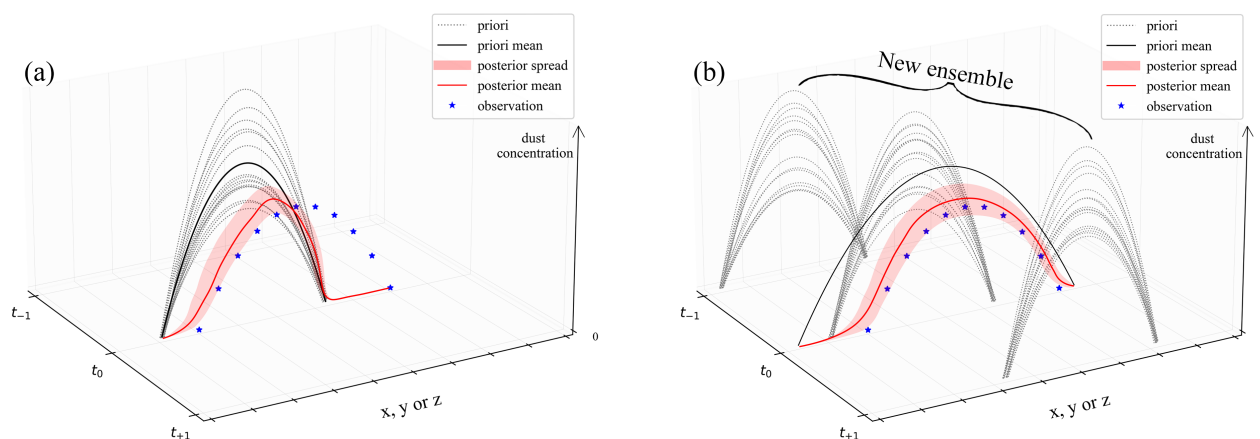 (a)
priori
priori mean
posterior spread
posterior mean
observation
dust
concentration
0
t₋₁
t₀
t₊₁
x, y or z
(b)
New ensemble
priori
priori mean
posterior spread
posterior mean
observation
dust
concentration
0
t₋₁
t₀
t₊₁
x, y or z